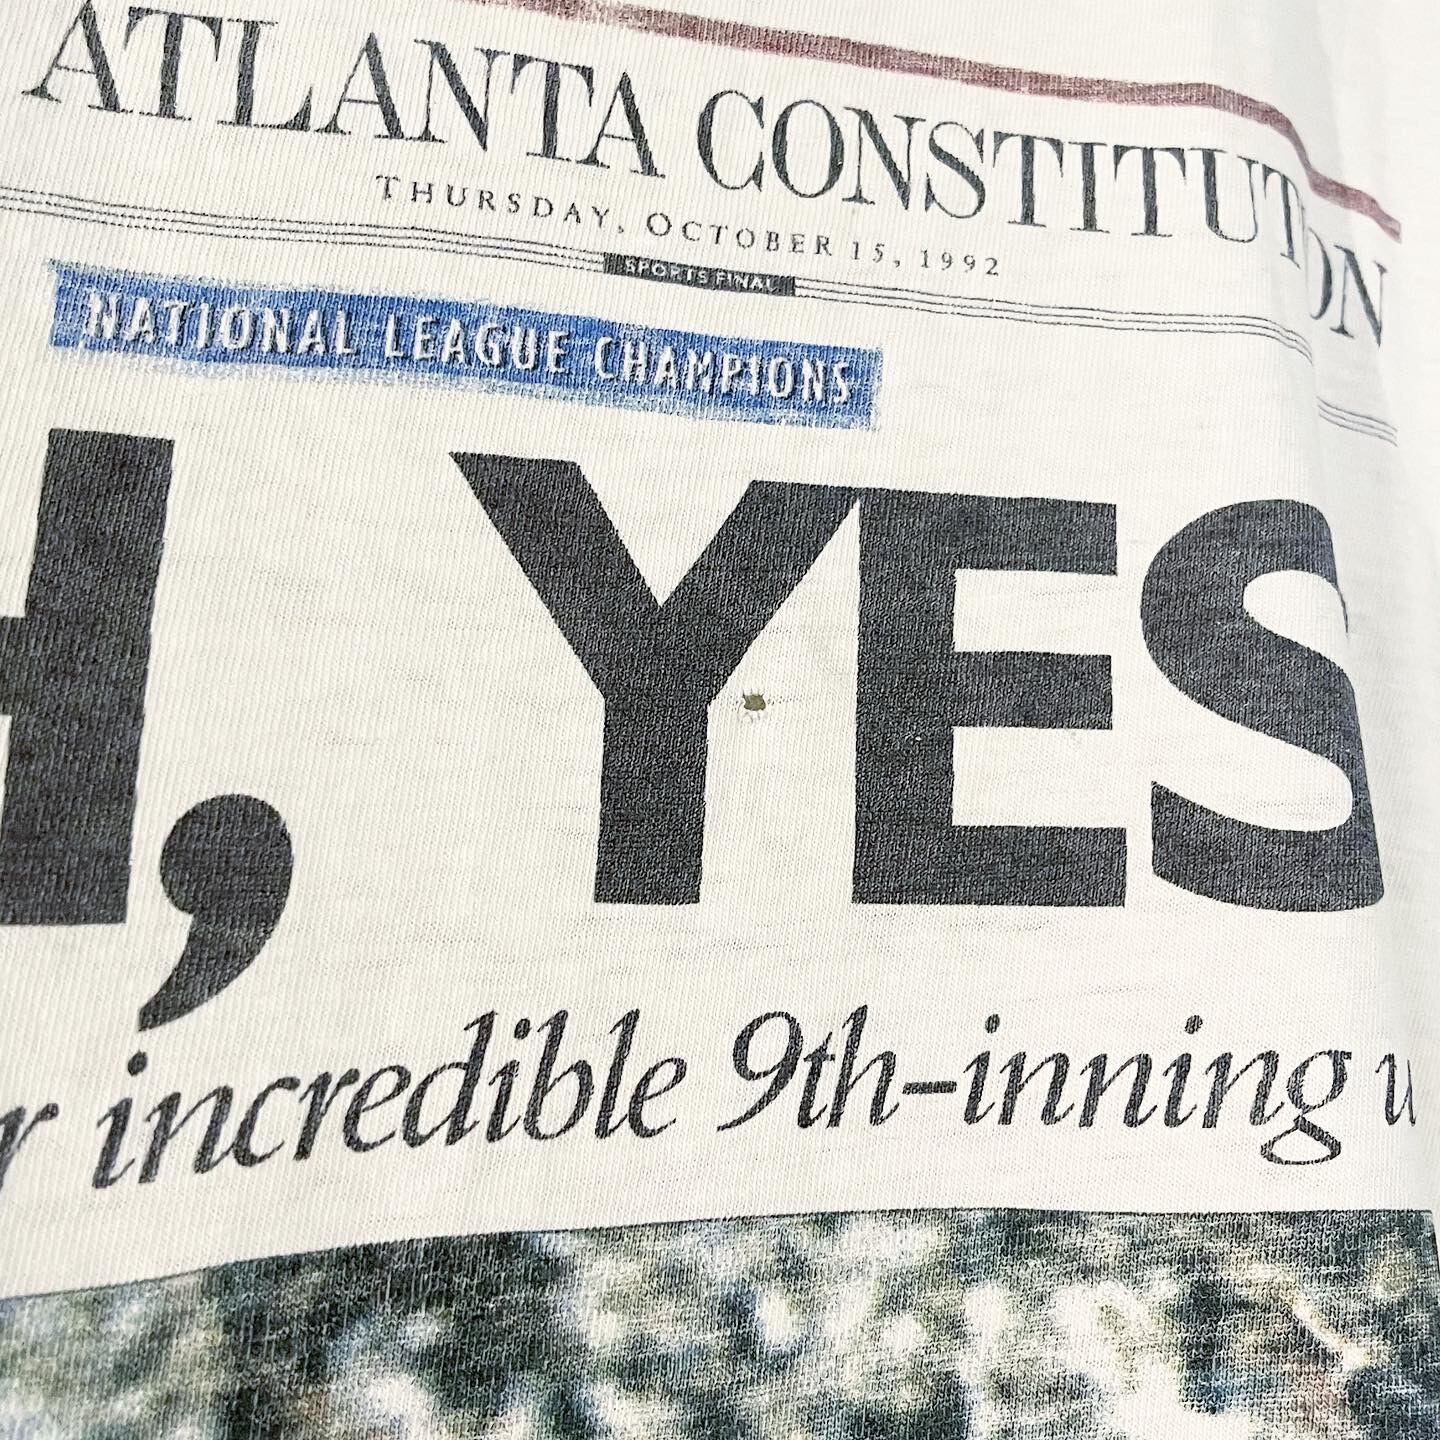 ATLANTA CONSTITUTION
THURSDAY, OCTOBER 15, 1992
SPORTS FINAL
NATIONAL LEAGUE CHAMPIONS
H, YES
incredible 9th-inning